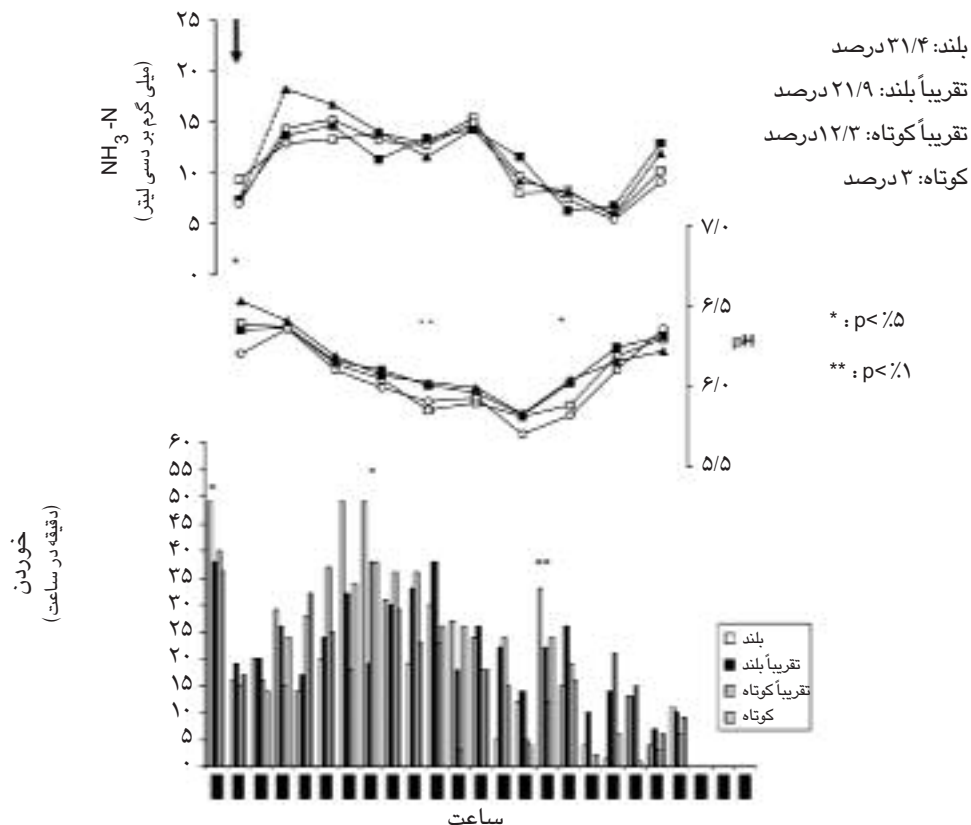 بلند: ۳۱/۴ درصد
تقریباً بلند: ۲۱/۹ درصد
تقریباً کوتاه: ۱۲/۳ درصد
کوتاه: ۳ درصد
NH3 -N
(میلی گرم بر دسی لیتر)
۲۵
۲۰
۱۵
۱۰
۵
۰
*
۷/۰
۶/۵
۶/۰
۵/۵
pH
** *
* : p< ٪۵
** : p< ٪۱
خوردن
(دقیقه در ساعت)
۶۰
۵۵
۵۰
۴۵
۴۰
۳۵
۳۰
۲۵
۲۰
۱۵
۱۰
۵
۰
*
*
**
بلند
تقریباً بلند
تقریباً کوتاه
کوتاه
ساعت